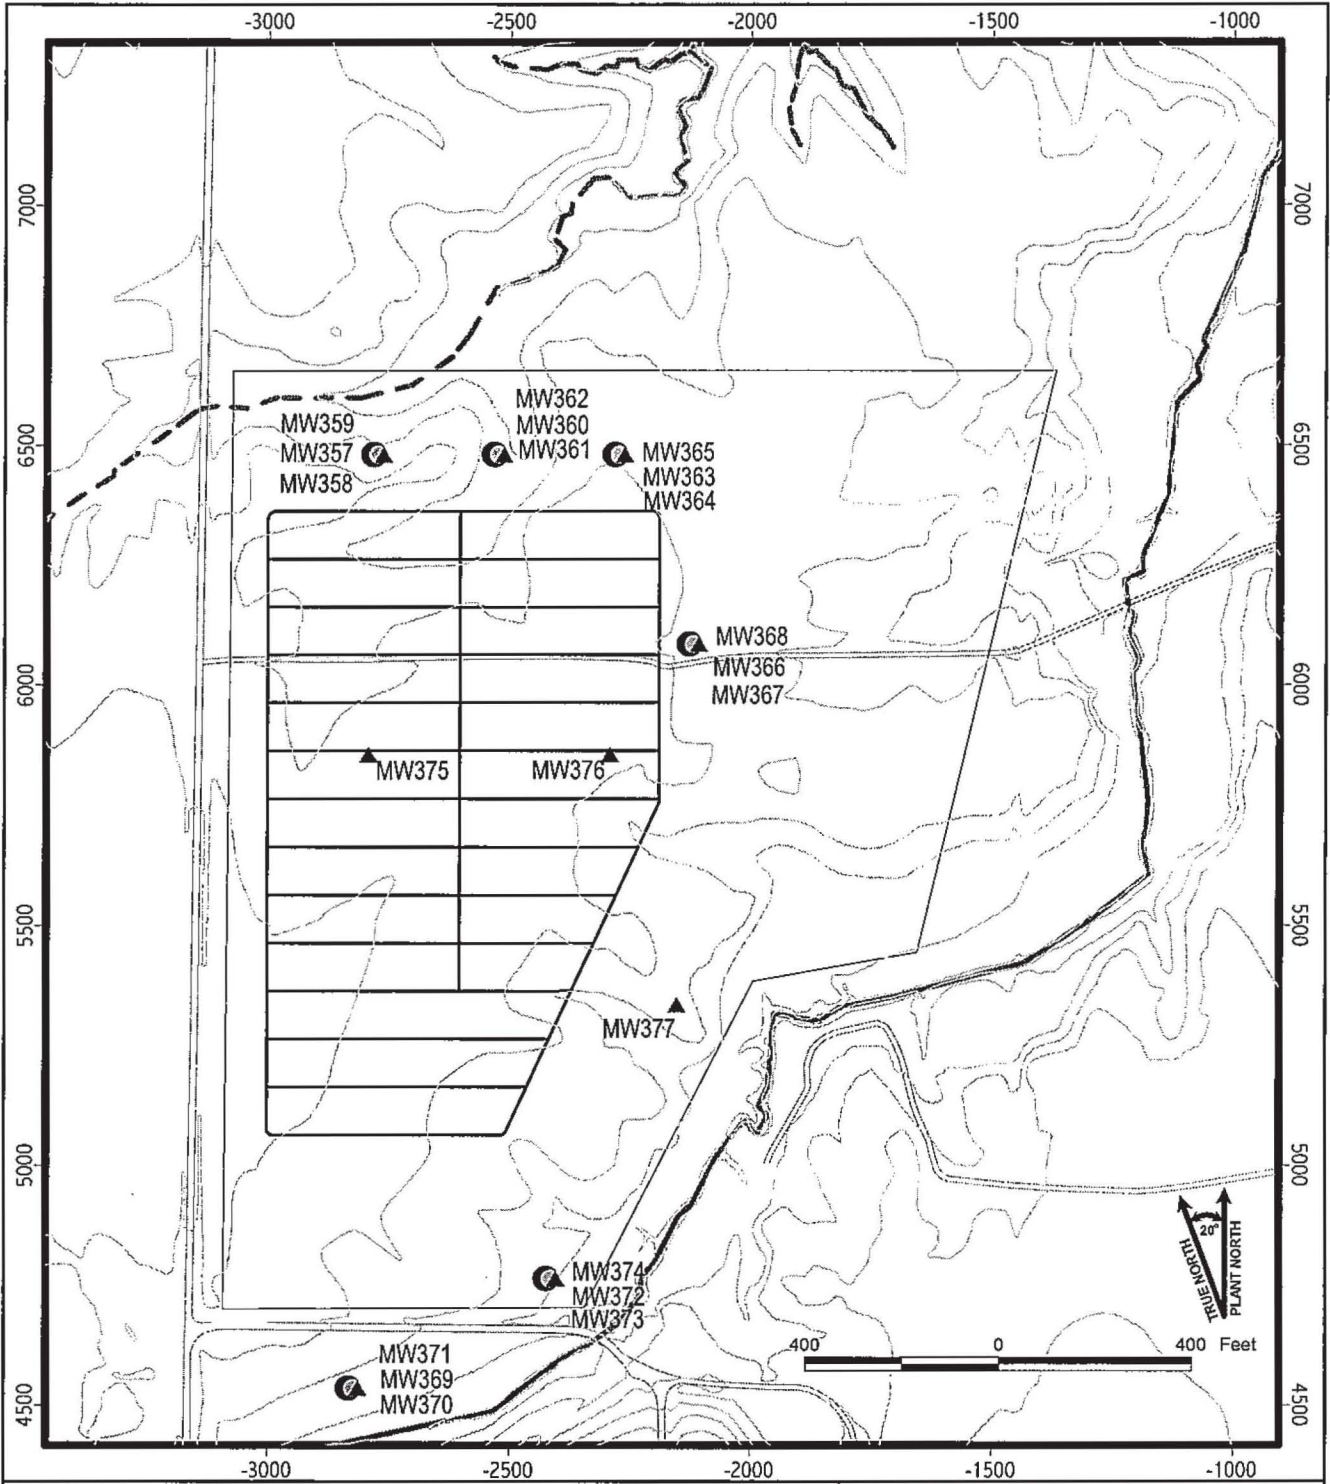 -3000 -2500 -2000 -1500 -1000
7000 7000
MW362
MW359 MW360
MW357 MW361 MW365
MW358 MW363
MW364
6500 6500
MW368
MW366
MW367
6000 6000
MW375 MW376
5500 5500
MW377
5000 5000
20°
TRUE NORTH
PLANT NORTH
MW374
MW372
MW373
400 0 400 Feet
MW371
MW369
MW370
4500 4500
-3000 -2500 -2000 -1500 -1000